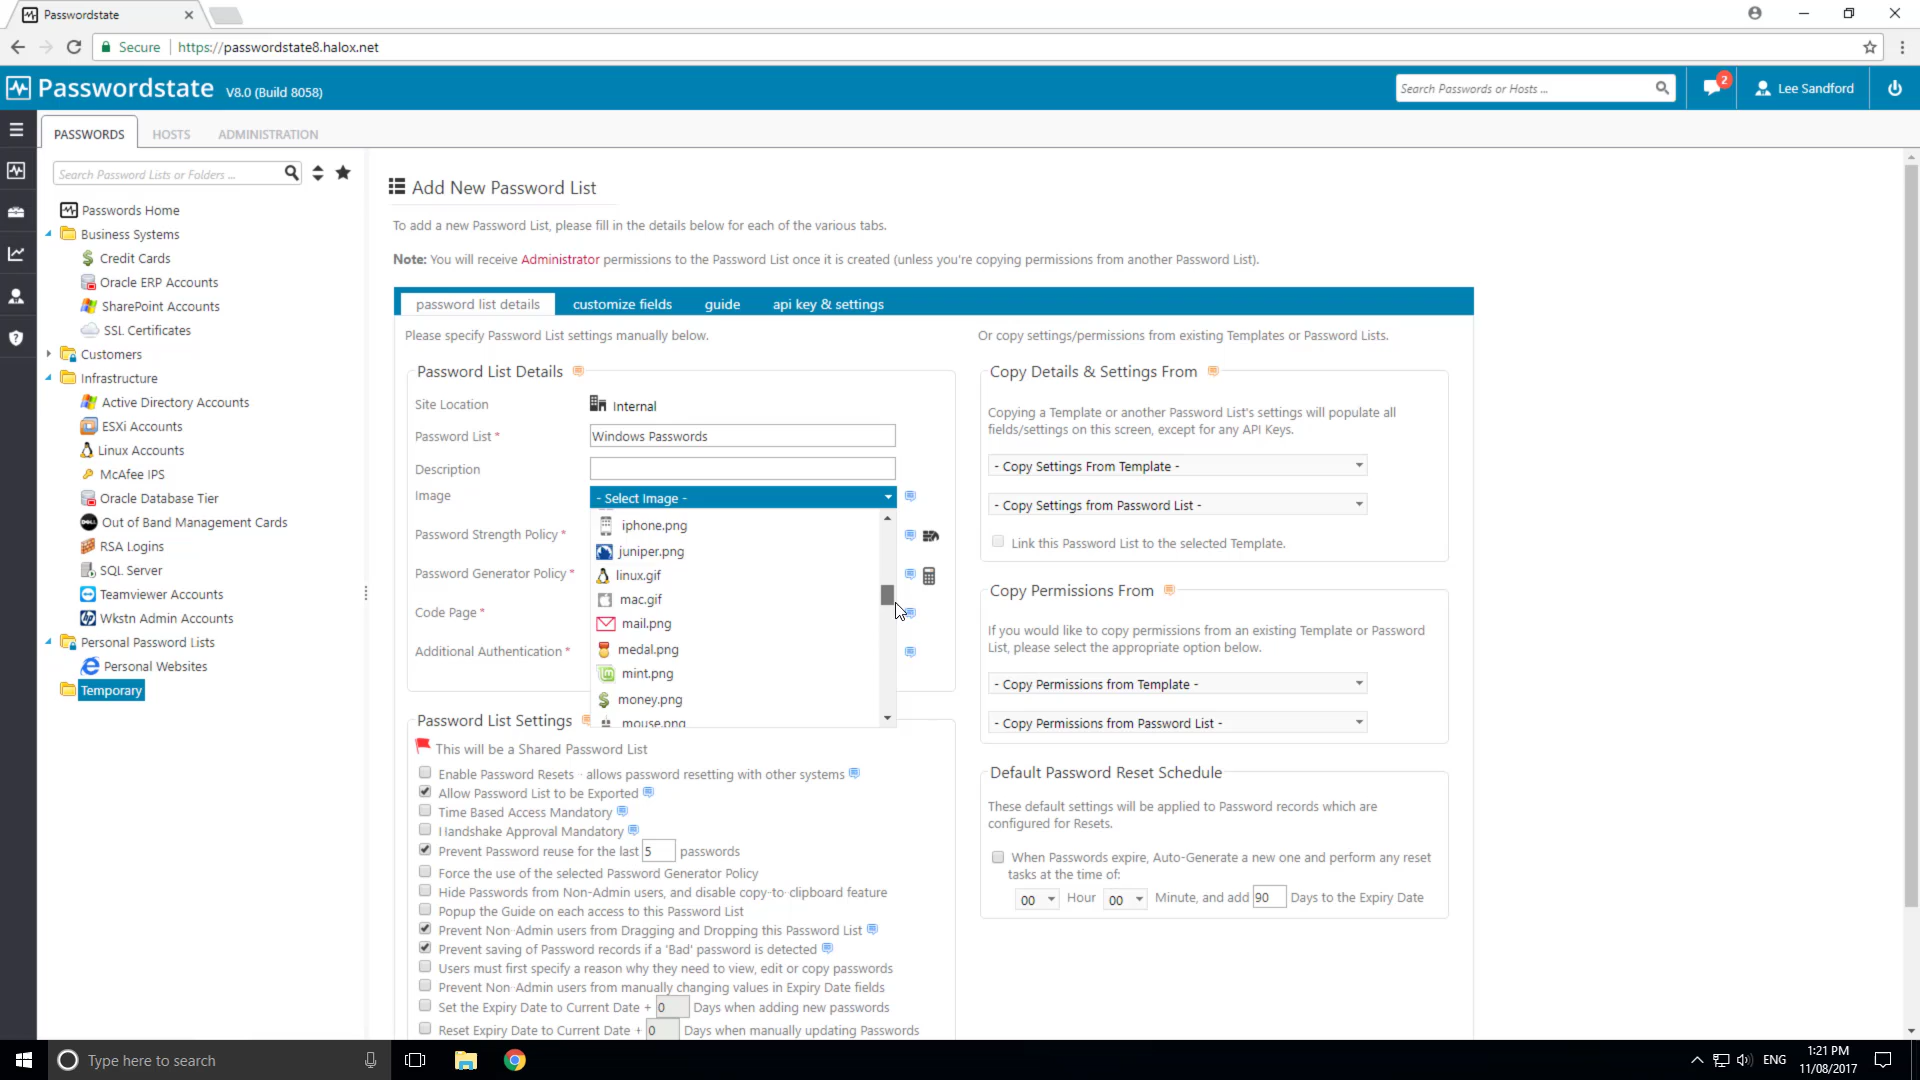 Passwordstate
Secure
https://passwordstate8.halox.net
Passwordstate V8.0 (Build 8058)
Search Passwords or Hosts ...
2
Lee Sandford
PASSWORDS
HOSTS
ADMINISTRATION
Search Password Lists or Folders ...
Passwords Home
Business Systems
Credit Cards
Oracle ERP Accounts
SharePoint Accounts
SSL Certificates
Customers
Infrastructure
Active Directory Accounts
ESXi Accounts
Linux Accounts
McAfee IPS
Oracle Database Tier
Out of Band Management Cards
RSA Logins
SQL Server
Teamviewer Accounts
Wkstn Admin Accounts
Personal Password Lists
Personal Websites
Temporary
Add New Password List
To add a new Password List, please fill in the details below for each of the various tabs.
Note: You will receive Administrator permissions to the Password List once it is created (unless you're copying permissions from another Password List).
password list details
customize fields
guide
api key & settings
Please specify Password List settings manually below.
Password List Details
Site Location
Internal
Password List *
Windows Passwords
Description
Image
- Select Image -
Password Strength Policy *
Password Generator Policy *
Code Page *
Additional Authentication *
iphone.png
juniper.png
linux.gif
mac.gif
mail.png
medal.png
mint.png
money.png
mouse.png
Password List Settings
This will be a Shared Password List
Enable Password Resets - allows password resetting with other systems
Allow Password List to be Exported
Time Based Access Mandatory
Handshake Approval Mandatory
Prevent Password reuse for the last 5 passwords
Force the use of the selected Password Generator Policy
Hide Passwords from Non-Admin users, and disable copy-to-clipboard feature
Popup the Guide on each access to this Password List
Prevent Non-Admin users from Dragging and Dropping this Password List
Prevent saving of Password records if a 'Bad' password is detected
Users must first specify a reason why they need to view, edit or copy passwords
Prevent Non-Admin users from manually changing values in Expiry Date fields
Set the Expiry Date to Current Date + 0 Days when adding new passwords
Reset Expiry Date to Current Date + 0 Days when manually updating Passwords
Or copy settings/permissions from existing Templates or Password Lists.
Copy Details & Settings From
Copying a Template or another Password List's settings will populate all
fields/settings on this screen, except for any API Keys.
- Copy Settings From Template -
- Copy Settings from Password List -
Link this Password List to the selected Template.
Copy Permissions From
If you would like to copy permissions from an existing Template or Password
List, please select the appropriate option below.
- Copy Permissions from Template -
- Copy Permissions from Password List -
Default Password Reset Schedule
These default settings will be applied to Password records which are
configured for Resets.
When Passwords expire, Auto-Generate a new one and perform any reset
tasks at the time of:
00 Hour 00 Minute, and add 90 Days to the Expiry Date
Type here to search
ENG
1:21 PM
11/08/2017